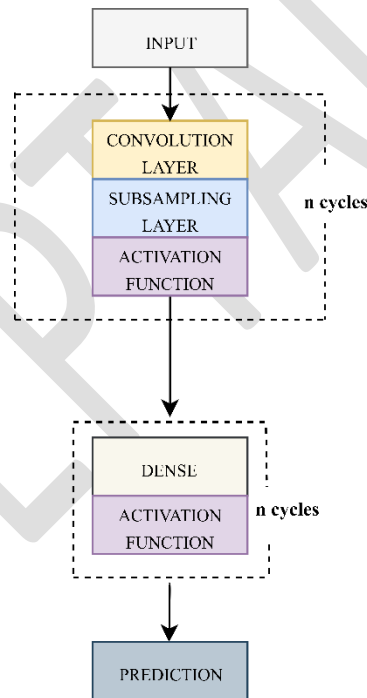 INPUT
CONVOLUTION
LAYER
SUBSAMPLING
LAYER
n cycles
ACTIVATION
FUNCTION
DENSE
ACTIVATION
FUNCTION
n cycles
PREDICTION